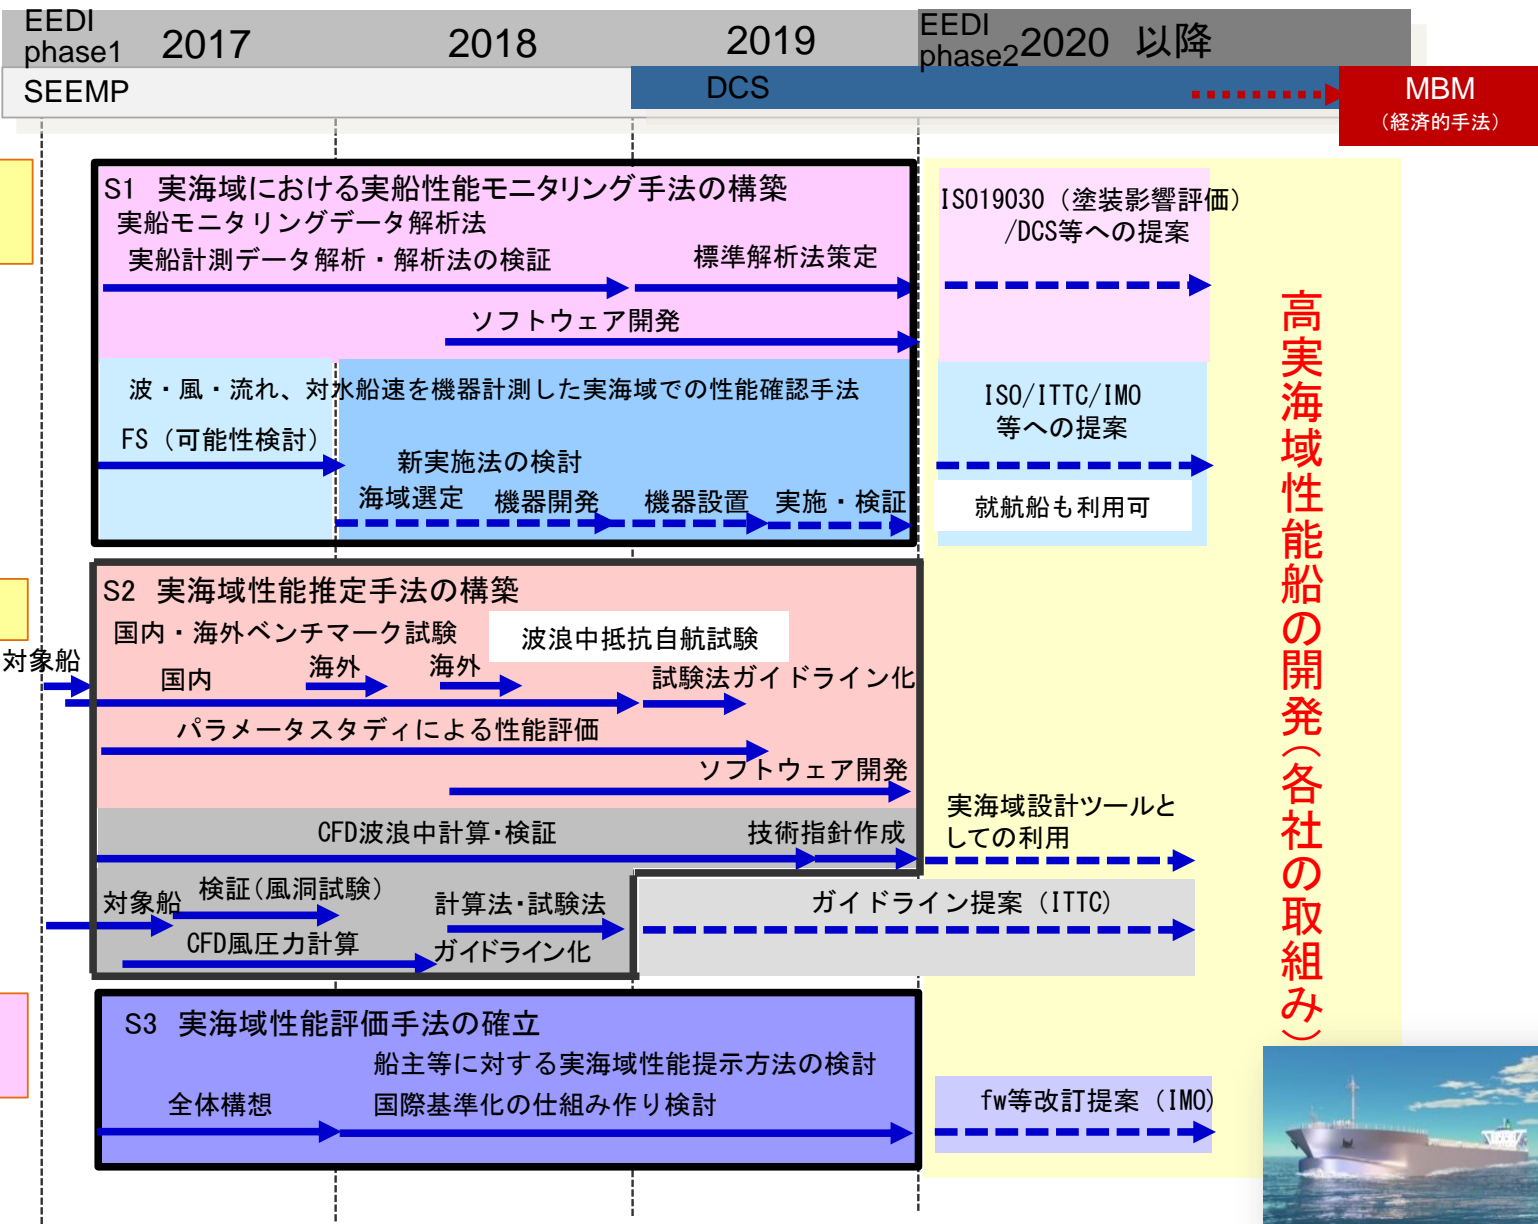 EEDI
phase1
2017
2018
2019
EEDI
phase2
2020 以降
SEEMP
DCS
MBM
(経済的手法)
S1 実海域における実船性能モニタリング手法の構築
実船モニタリングデータ解析法
実船計測データ解析・解析法の検証
標準解析法策定
ソフトウェア開発
ISO19030(塗装影響評価)
/DCS等への提案
波・風・流れ、対水船速を機器計測した実海域での性能確認手法
FS(可能性検討)
新実施法の検討
海域選定
機器開発
機器設置
実施・検証
ISO/ITTC/IMO
等への提案
就航船も利用可
S2 実海域性能推定手法の構築
国内・海外ベンチマーク試験
波浪中抵抗自航試験
対象船
国内
海外
海外
試験法ガイドライン化
パラメータスタディによる性能評価
ソフトウェア開発
CFD波浪中計算・検証
技術指針作成
実海域設計ツールと
しての利用
対象船
検証(風洞試験)
CFD風圧力計算
計算法・試験法
ガイドライン化
ガイドライン提案(ITTC)
S3 実海域性能評価手法の確立
船主等に対する実海域性能提示方法の検討
全体構想
国際基準化の仕組み作り検討
fw等改訂提案(IMO)
高実海域性能船の開発(各社の取組み)